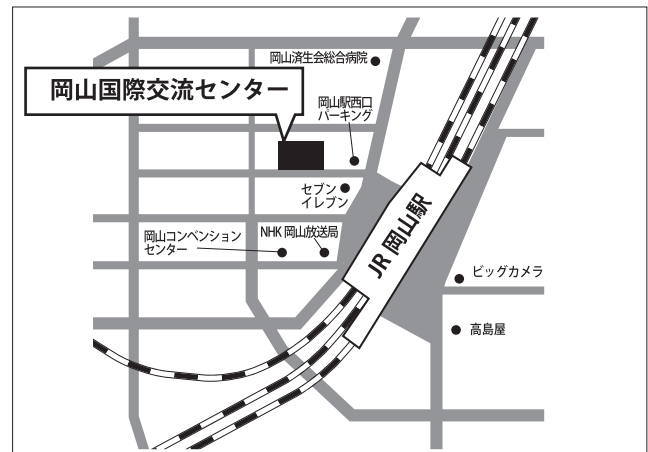 岡山済生会総合病院
岡山国際交流センター
岡山駅西口
パーキング
セブン
イレブン
岡山コンベンション
センター
NHK 岡山放送局
JR 岡山駅
ビッグカメラ
高島屋